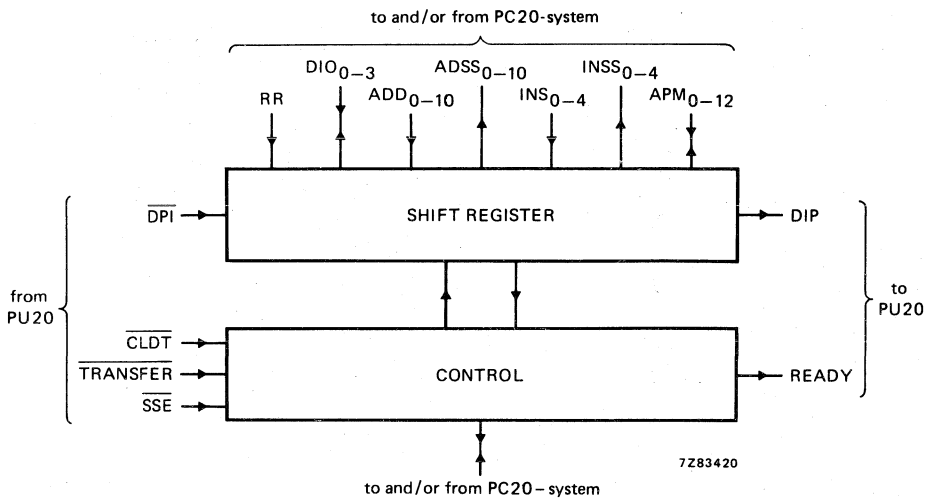 to and/or from PC20-system
DIO0–3 ADSS0–10 INSS0–4
RR ADD0–10 INS0–4 APM0–12
DPI SHIFT REGISTER DIP
from PU20
to PU20
CLDT
TRANSFER CONTROL READY
SSE
7Z83420
to and/or from PC20–system